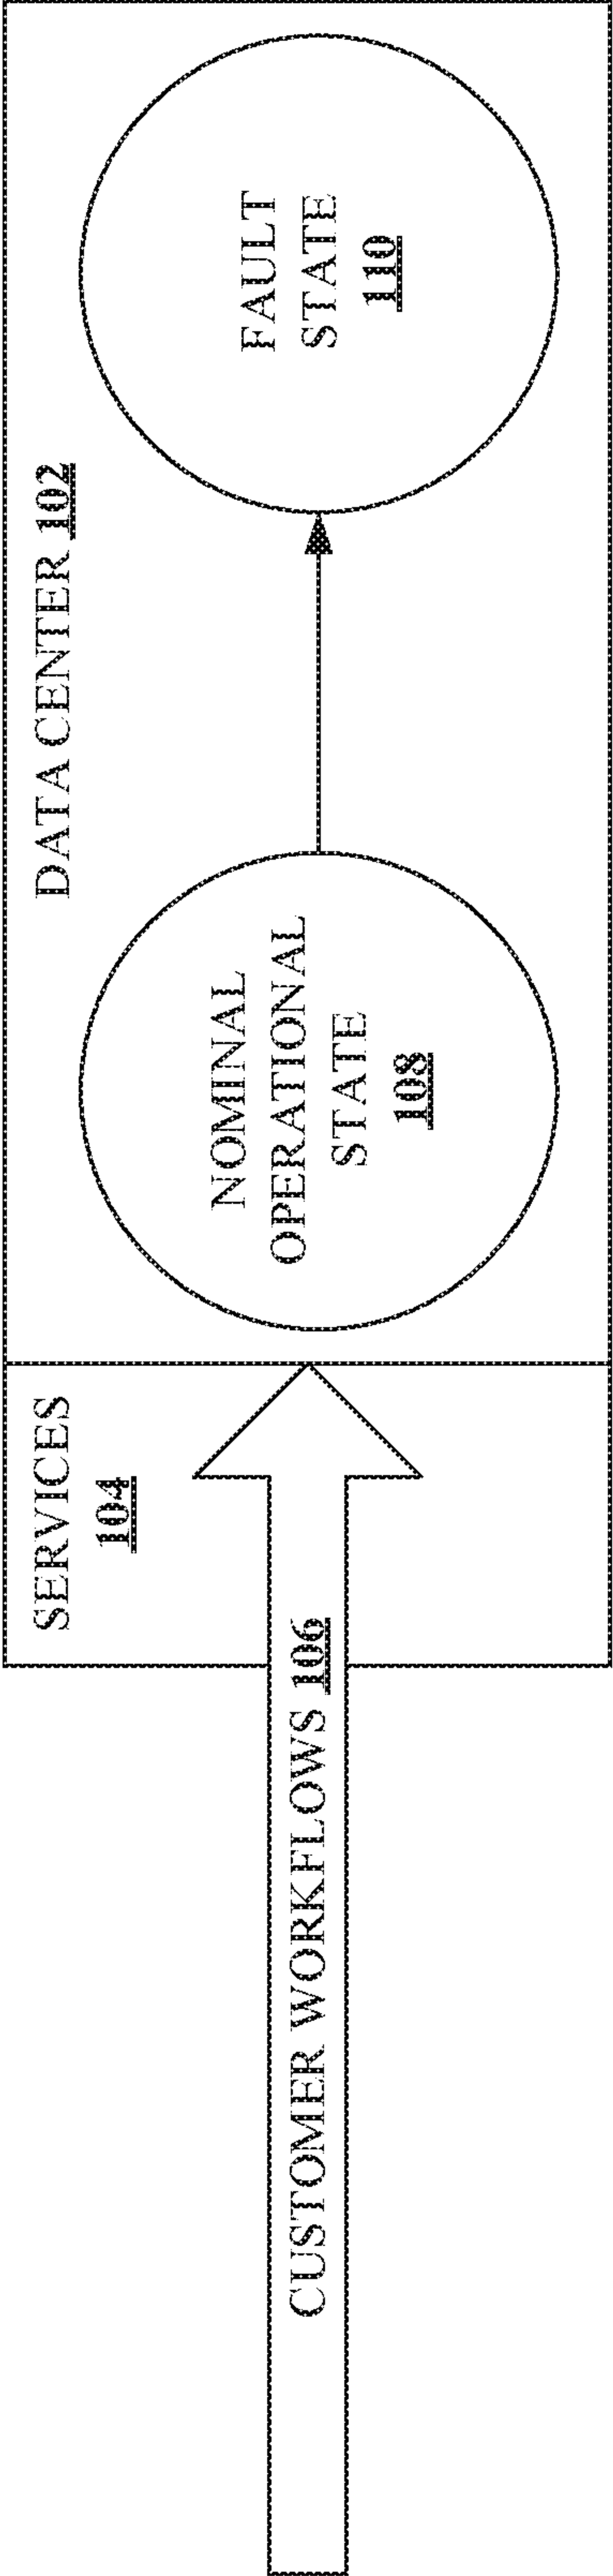 DATA CENTER 102
SERVICES
104
CUSTOMER WORKFLOWS 106
NOMINAL
OPERATIONAL
STATE
108
FAULT
STATE
110